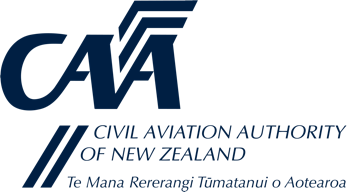 CAA
CIVIL AVIATION AUTHORITY
OF NEW ZEALAND
Te Mana Rererangi Tūmatanui o Aotearoa